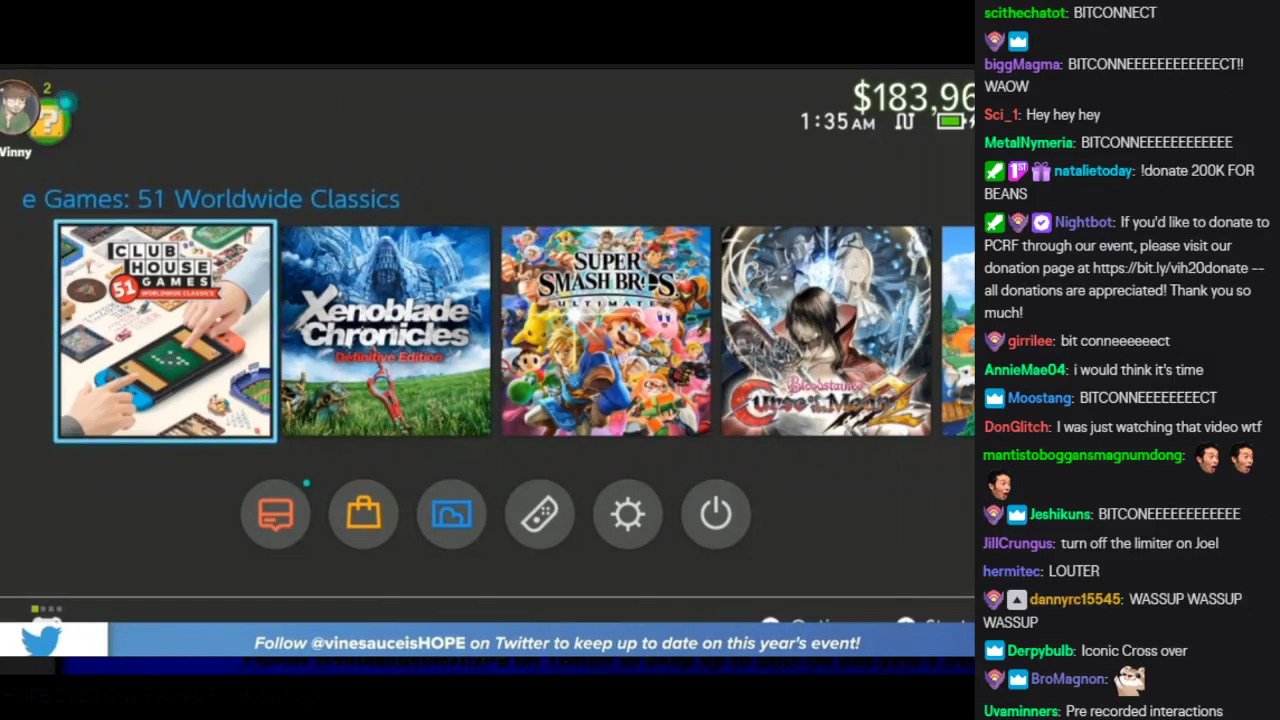 2
Vinny
$183,96
1:35 AM
e Games: 51 Worldwide Classics
CLUB
HOUSE
GAMES
51 WORLDWIDE CLASSICS
Xenoblade
Chronicles
Definitive Edition
SUPER
SMASH BROS.
ULTIMATE
Bloodstained
Curse of the Moon 2
Follow @vinesauceisHOPE on Twitter to keep up to date on this year's event!
scithechatot: BITCONNECT
biggMagma: BITCONNEEEEEEEEEEEECT!!
WAOW
Sci_1: Hey hey hey
MetalNymeria: BITCONNEEEEEEEEEEEE
natalietoday: !donate 200K FOR
BEANS
Nightbot: If you'd like to donate to
PCRF through our event, please visit our
donation page at https://bit.ly/vih20donate --
all donations are appreciated! Thank you so
much!
girrilee: bit conneeeeeect
AnnieMae04: i would think it's time
Moostang: BITCONNEEEEEEECT
DonGlitch: I was just watching that video wtf
mantistoboggansmagnumdong:
Jeshikuns: BITCONEEEEEEEEEEE
JillCrungus: turn off the limiter on Joel
hermitec: LOUTER
dannyrc15545: WASSUP WASSUP
WASSUP
Derpybulb: Iconic Cross over
BroMagnon:
Uvaminners: Pre recorded interactions